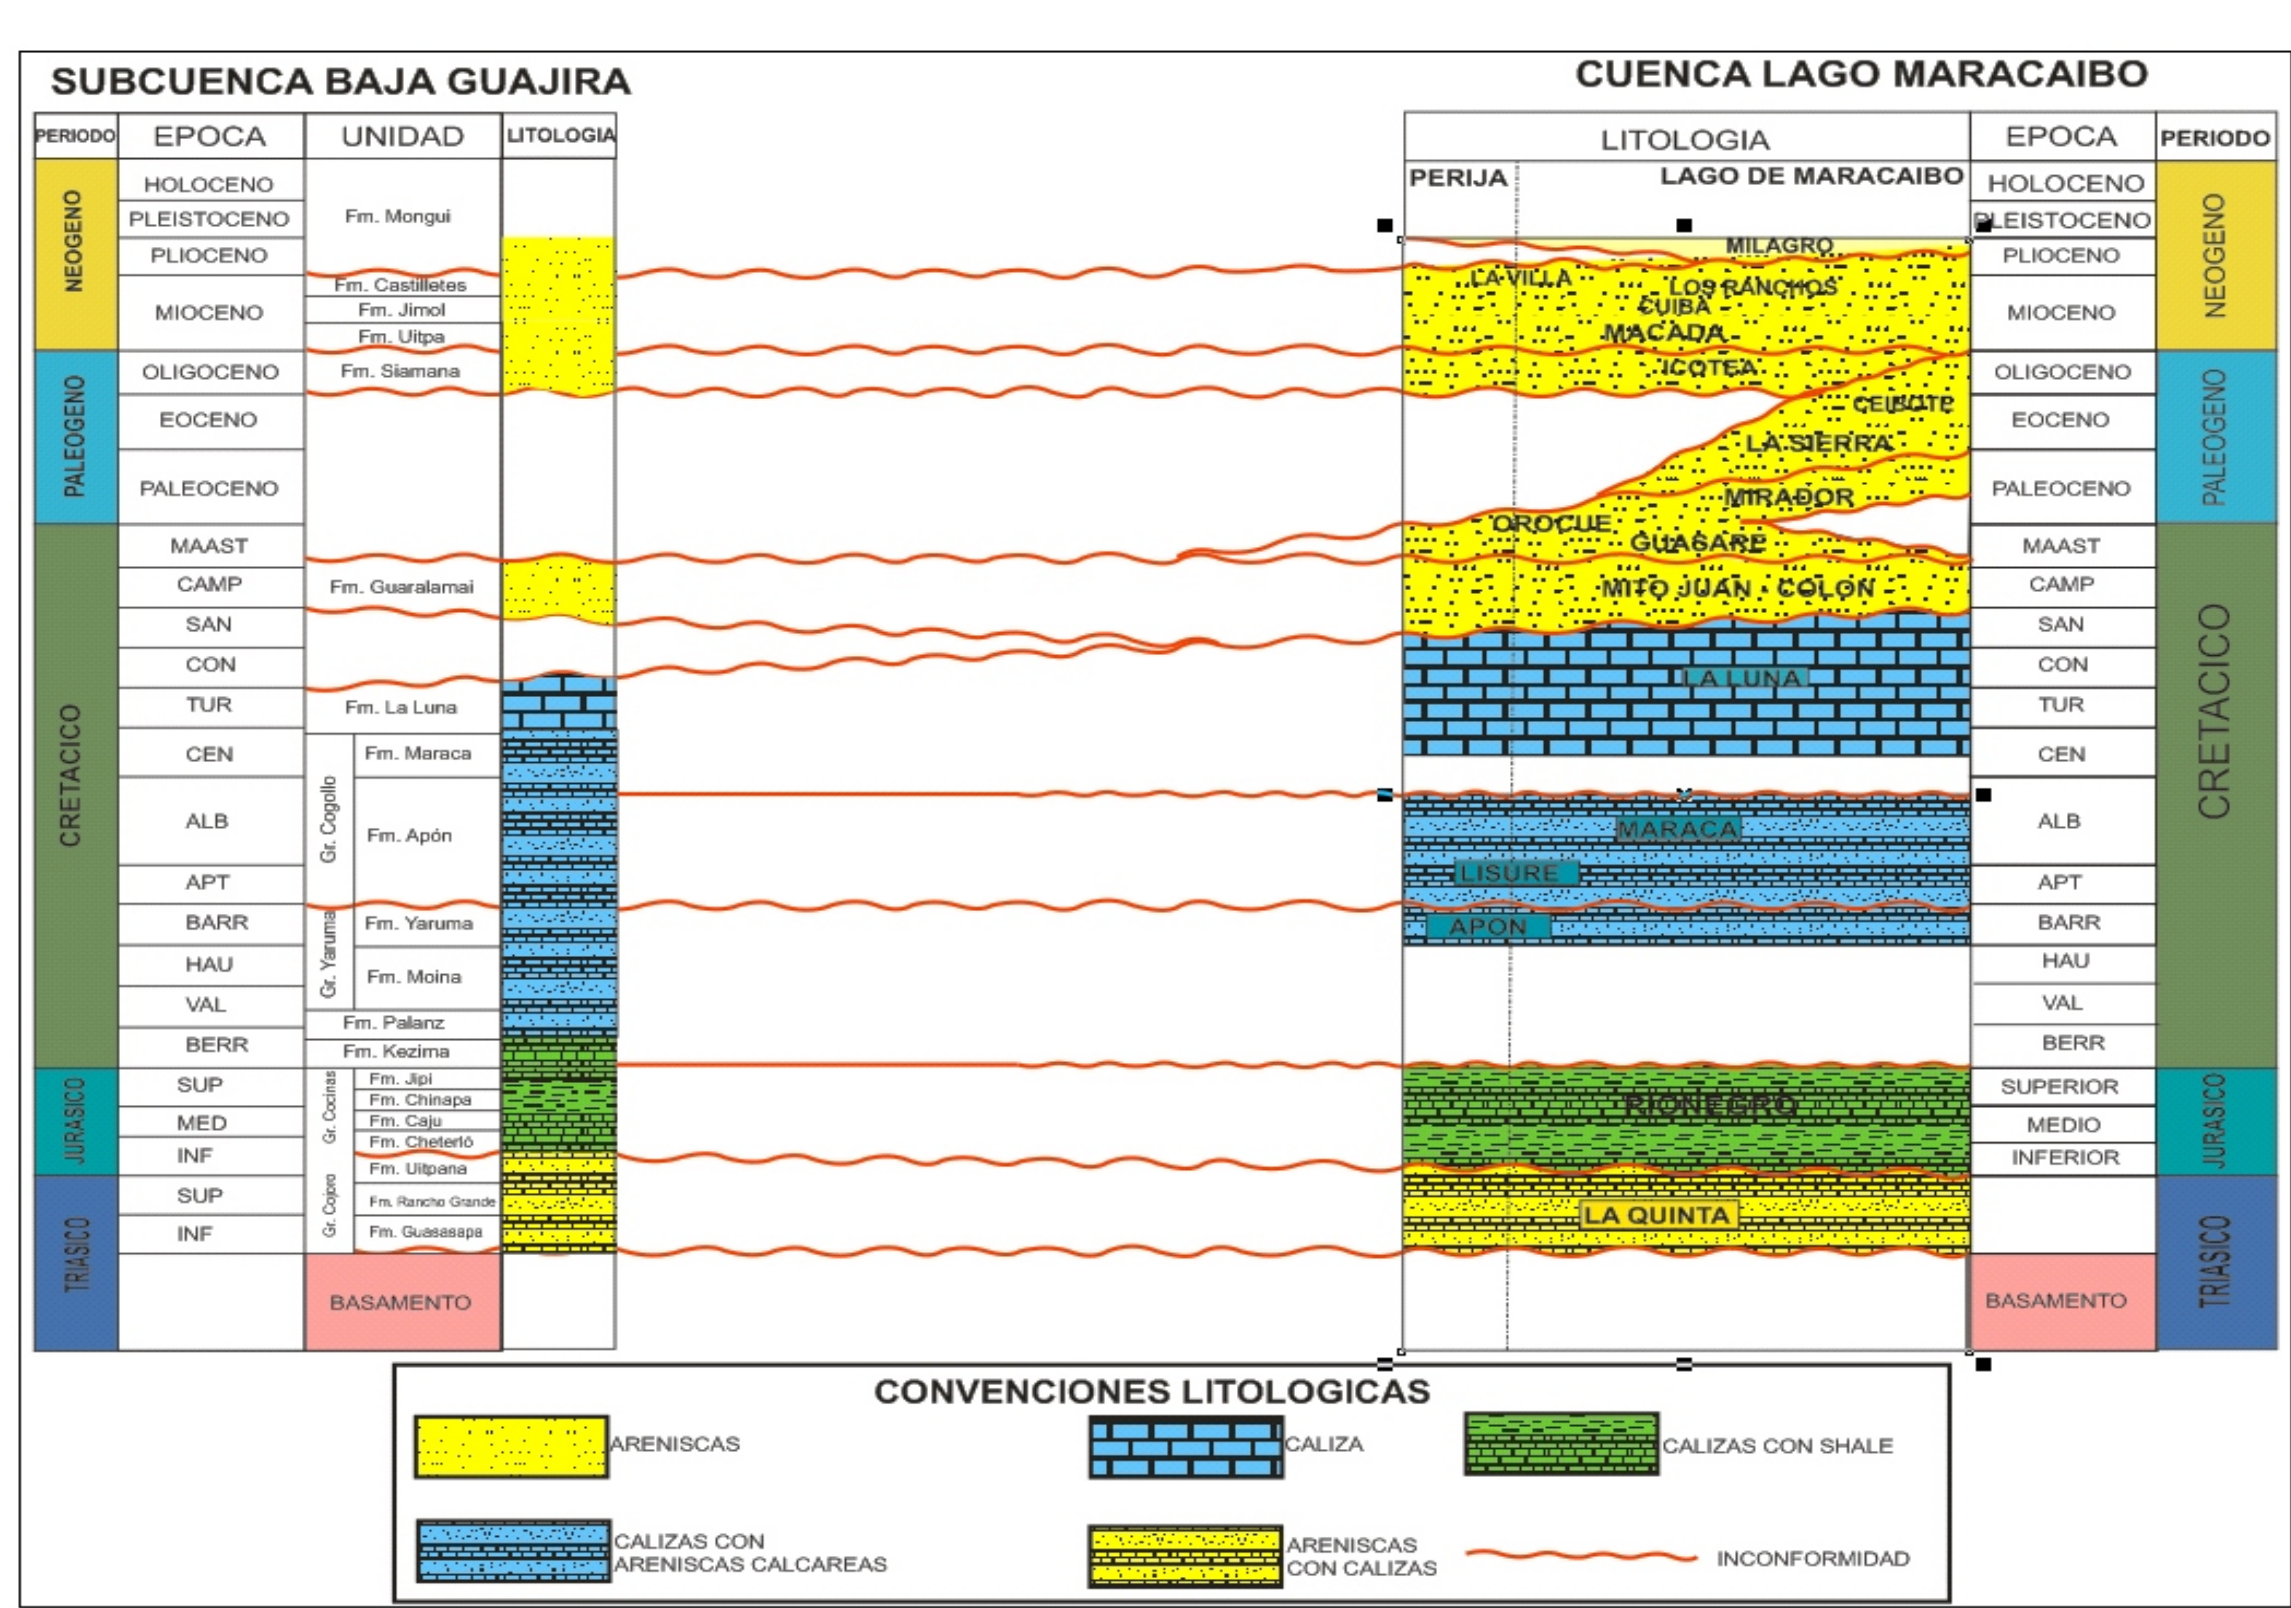 SUBCUENCA BAJA GUAJIRA
PERIODO EPOCA UNIDAD LITOLOGIA
NEOGENO
HOLOCENO
PLEISTOCENO
Fm. Mongui
PLIOCENO
Fm. Castilletes
MIOCENO
Fm. Jimol
Fm. Uitpa
PALEOGENO
OLIGOCENO
Fm. Siamana
EOCENO
PALEOCENO
CRETACICO
MAAST
CAMP
Fm. Guaralamai
SAN
CON
TUR
Fm. La Luna
CEN
Gr. Cogollo
Fm. Maraca
ALB
Fm. Apón
APT
BARR
Gr. Yaruma
Fm. Yaruma
HAU
Fm. Moina
VAL
Fm. Palanz
BERR
Fm. Kezima
JURASICO
SUP
Gr. Cocinas
Fm. Jipi
Fm. Chinapa
MED
Fm. Caju
Fm. Cheterló
INF
Gr. Cojoro
Fm. Uitpana
TRIASICO
SUP
Fm. Rancho Grande
INF
Fm. Guasasapa
BASAMENTO
CUENCA LAGO MARACAIBO
LITOLOGIA EPOCA PERIODO
PERIJA LAGO DE MARACAIBO
MILAGRO
LA VILLA
LOS RANCHOS
CUIBA
MACADA
ICOTEA
CEIBOTE
LA SIERRA
MIRADOR
OROCUE
GUASARE
MITO JUAN - COLON
LA LUNA
MARACA
LISURE
APON
RIONEGRO
LA QUINTA
HOLOCENO
PLEISTOCENO
PLIOCENO
MIOCENO
OLIGOCENO
EOCENO
PALEOCENO
MAAST
CAMP
SAN
CON
TUR
CEN
ALB
APT
BARR
HAU
VAL
BERR
SUPERIOR
MEDIO
INFERIOR
BASAMENTO
NEOGENO
PALEOGENO
CRETACICO
JURASICO
TRIASICO
CONVENCIONES LITOLOGICAS
ARENISCAS
CALIZA
CALIZAS CON SHALE
CALIZAS CON
ARENISCAS CALCAREAS
ARENISCAS
CON CALIZAS
INCONFORMIDAD